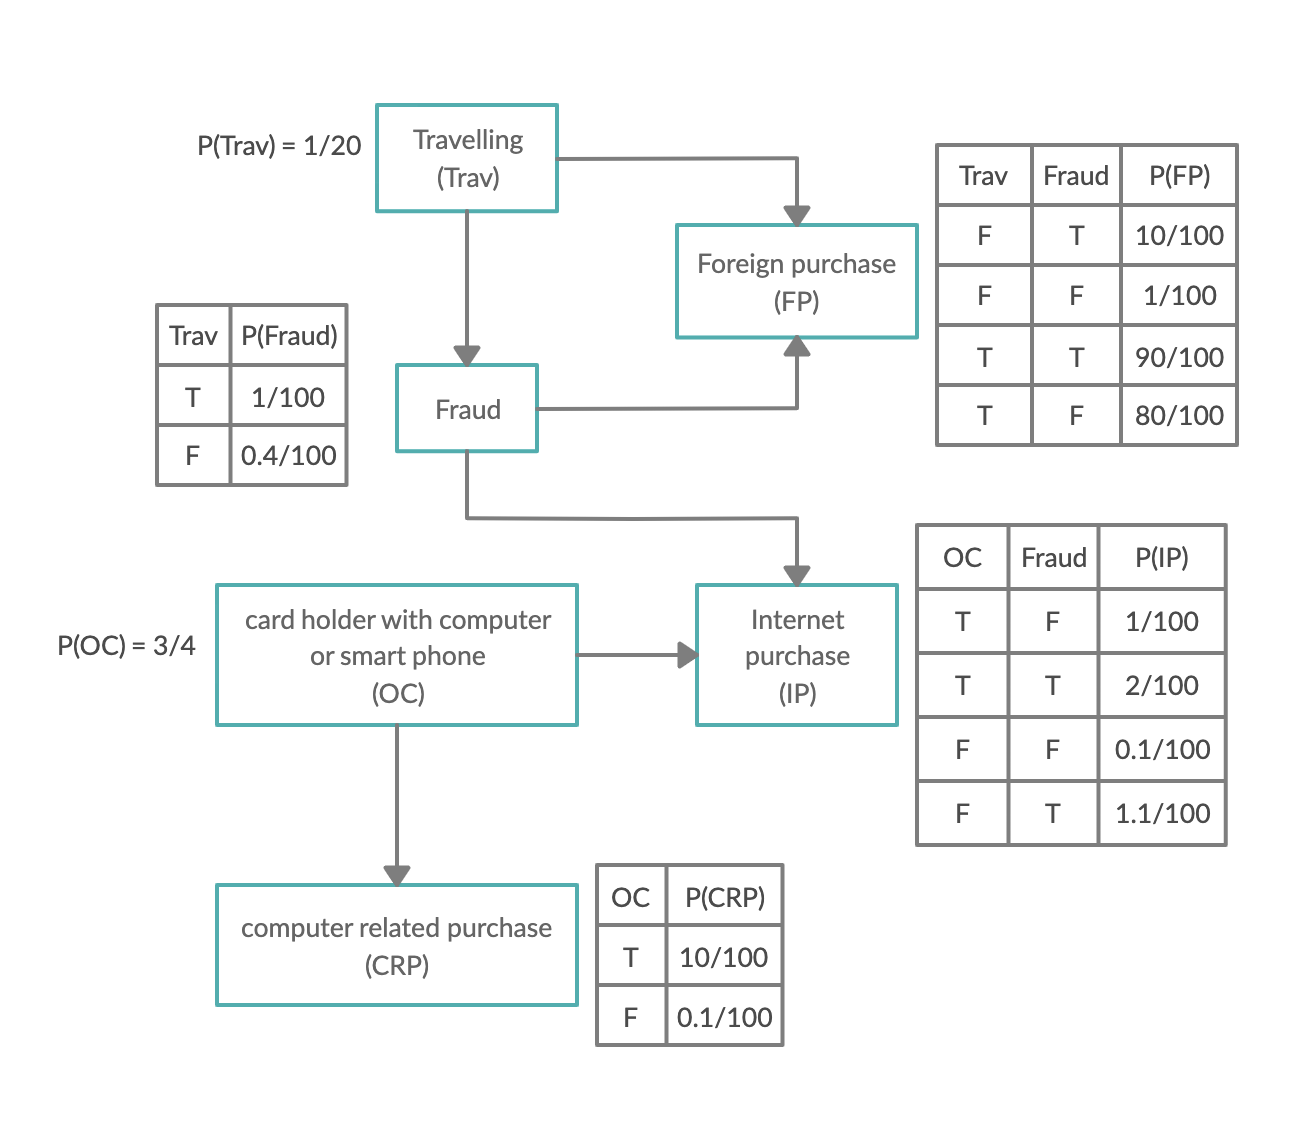 P(Trav) = 1/20
Travelling
(Trav)
Foreign purchase
(FP)
Trav Fraud P(FP)
F T 10/100
F F 1/100
T T 90/100
T F 80/100
Trav P(Fraud)
T 1/100
F 0.4/100
Fraud
P(OC) = 3/4
card holder with computer
or smart phone
(OC)
Internet
purchase
(IP)
OC Fraud P(IP)
T F 1/100
T T 2/100
F F 0.1/100
F T 1.1/100
computer related purchase
(CRP)
OC P(CRP)
T 10/100
F 0.1/100